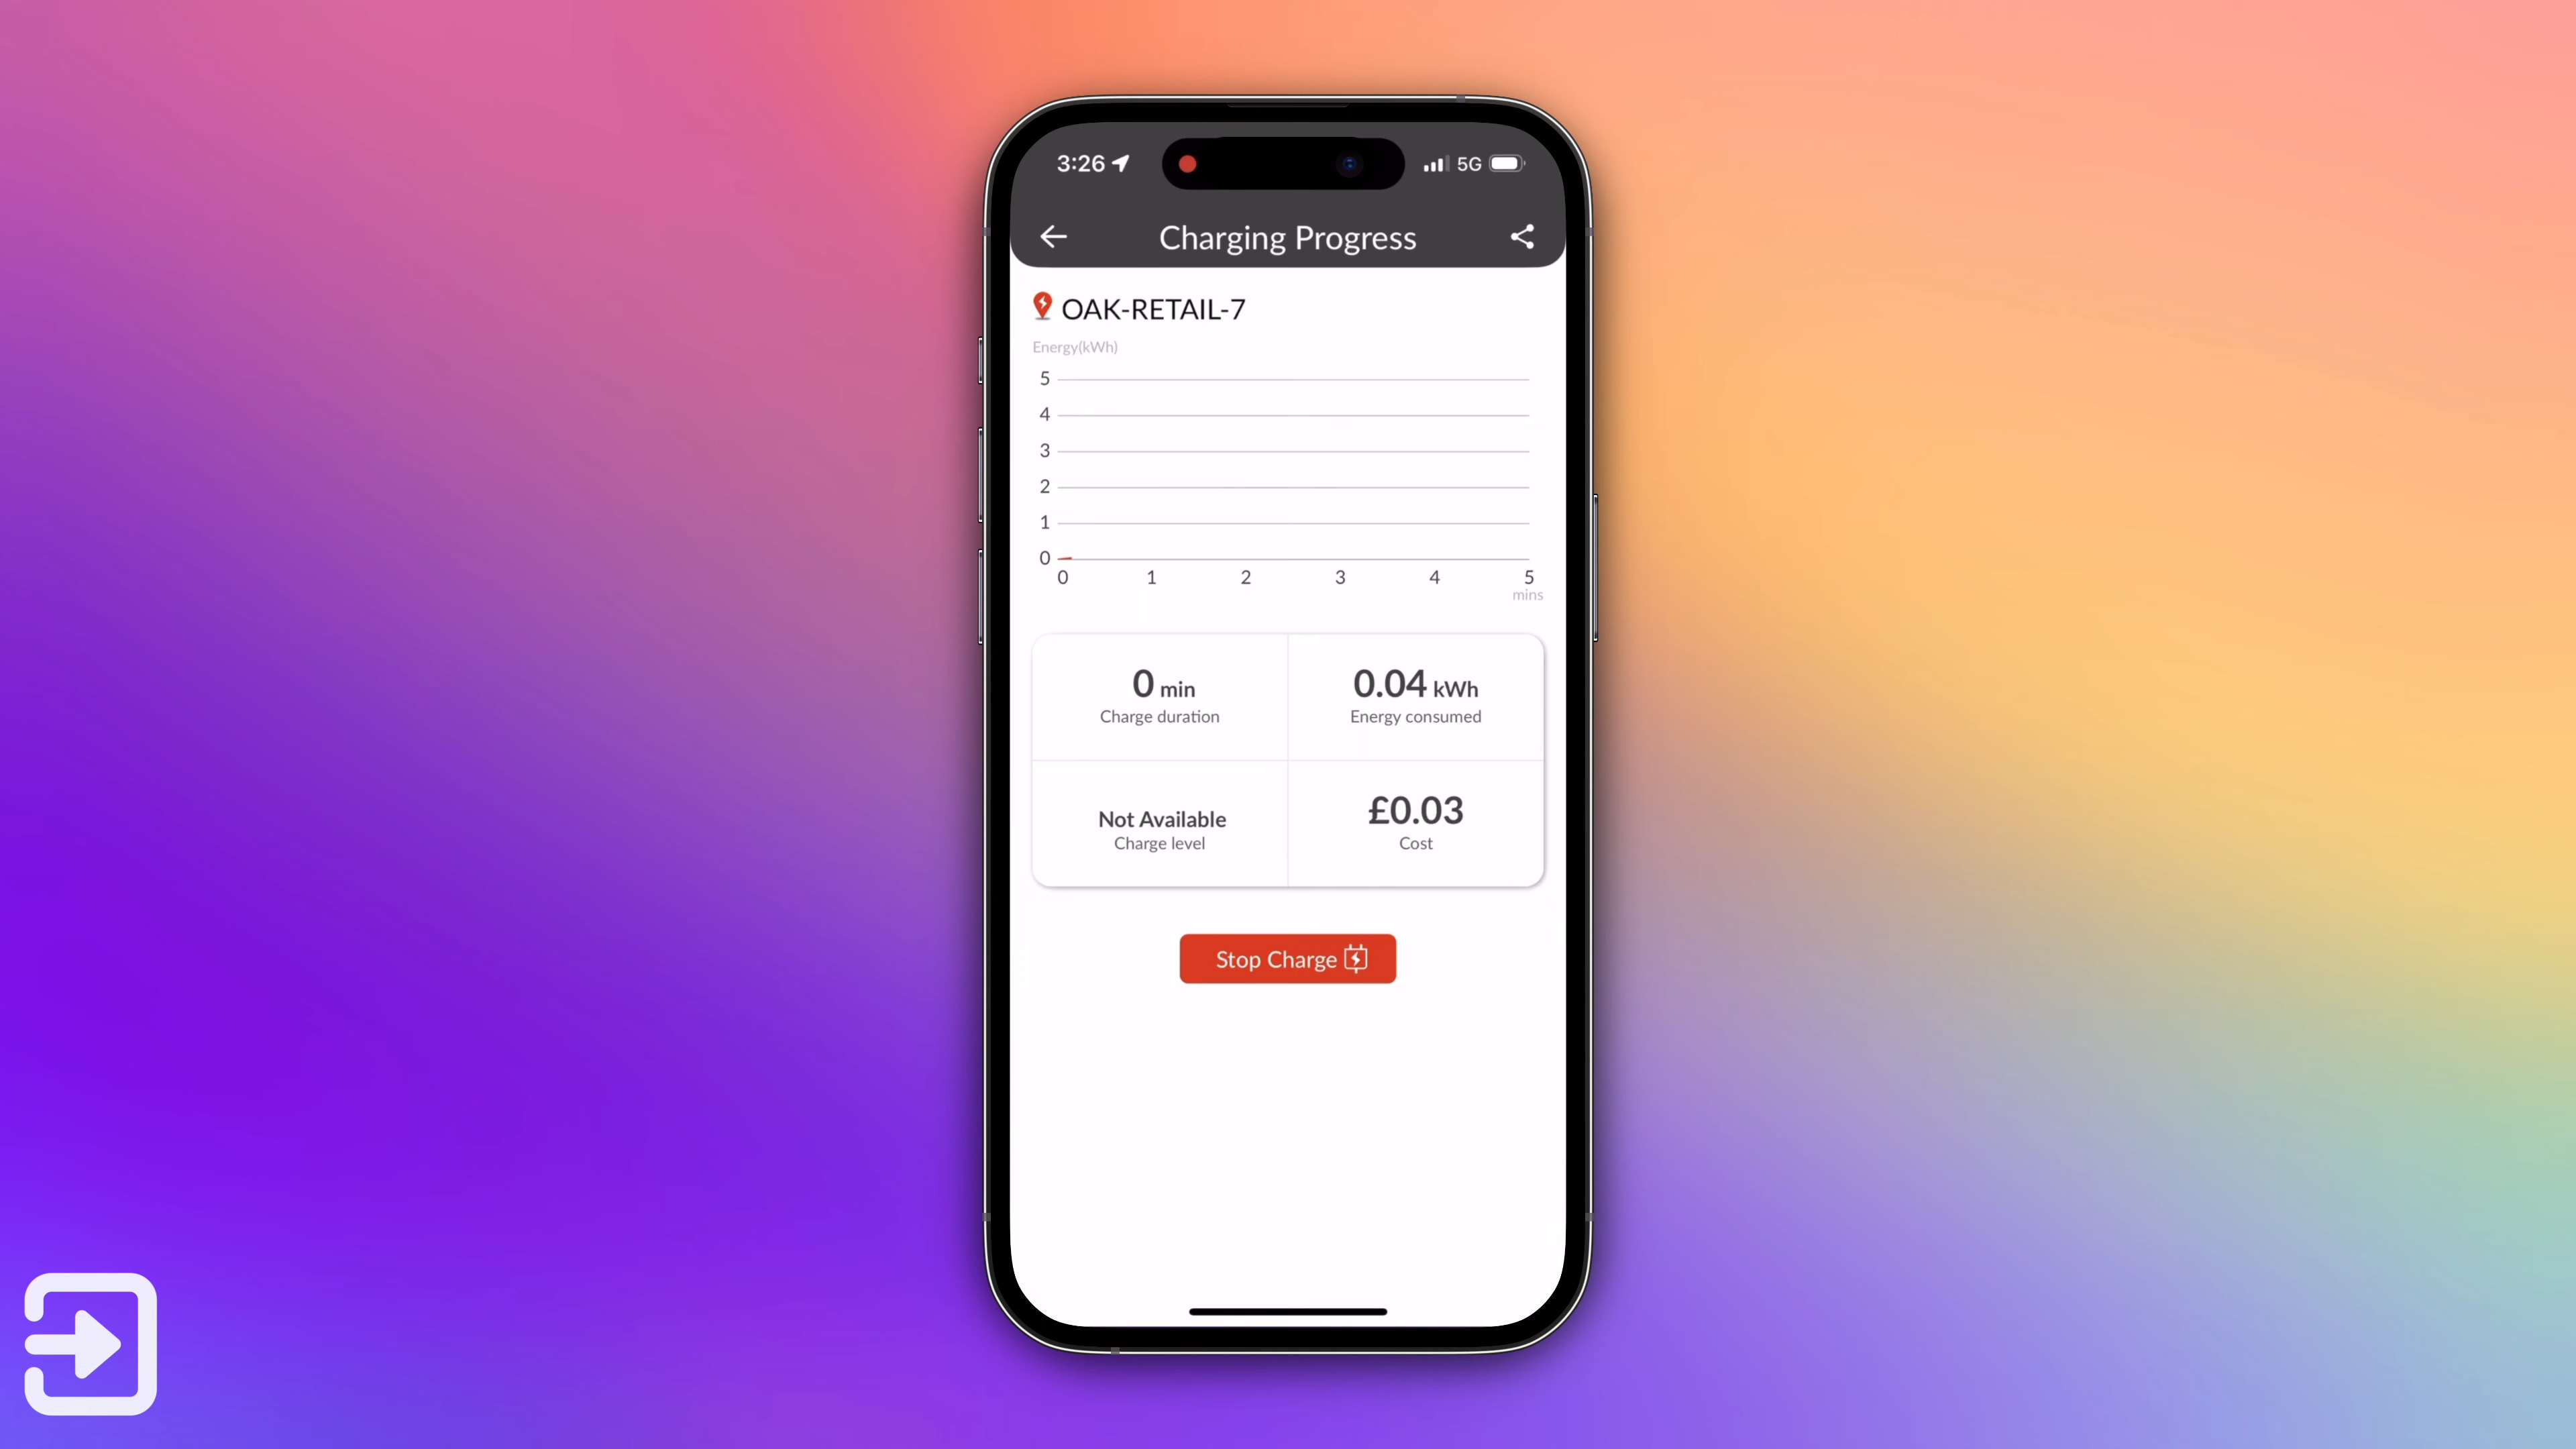 3:26
5G
Charging Progress
OAK-RETAIL-7
Energy(kWh)
5
4
3
2
1
0
0 1 2 3 4 5
mins
0 min
Charge duration
0.04 kWh
Energy consumed
Not Available
Charge level
£0.03
Cost
Stop Charge